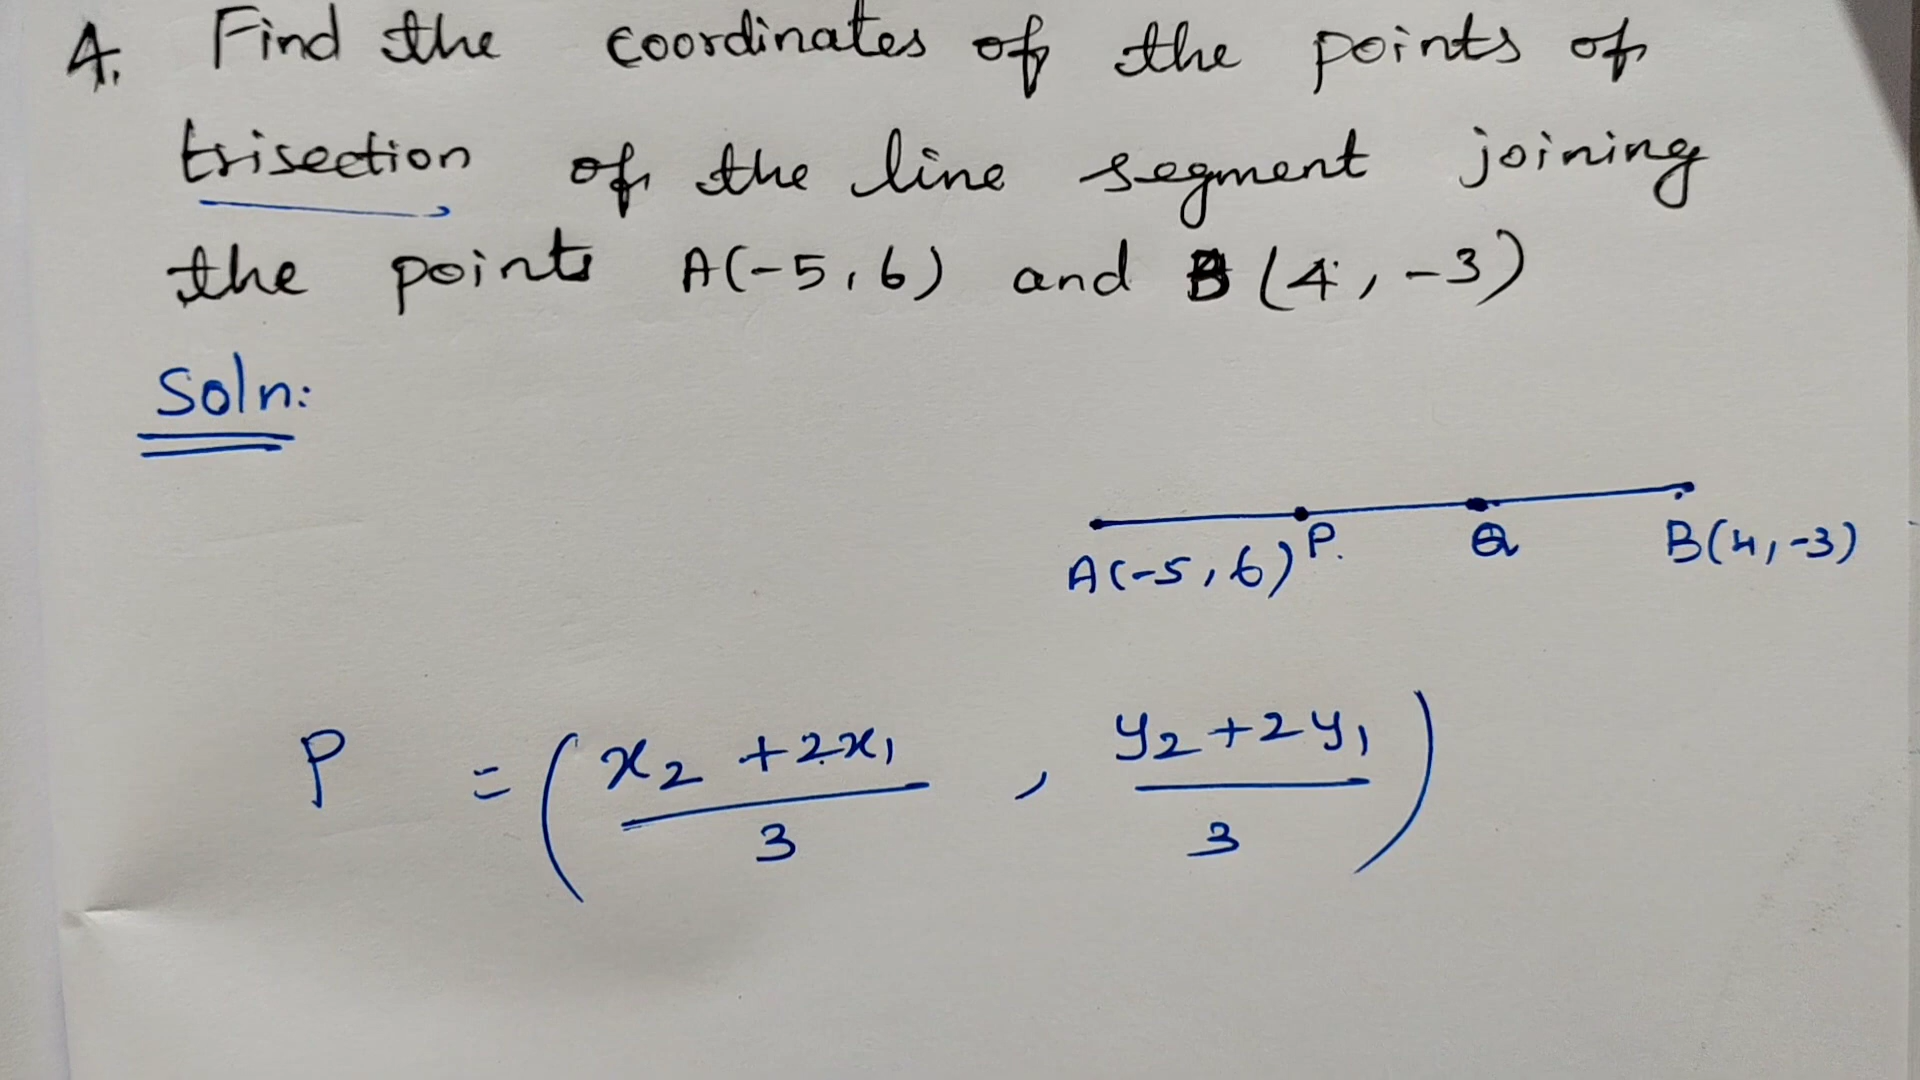 4. Find the coordinates of the points of
trisection of the line segment joining
the points A(-5,6) and B(4,-3)
Soln:
A(-5,6) P. Q B(4,-3)
P = ( x₂ + 2x₁ / 3 , y₂ + 2y₁ / 3 )